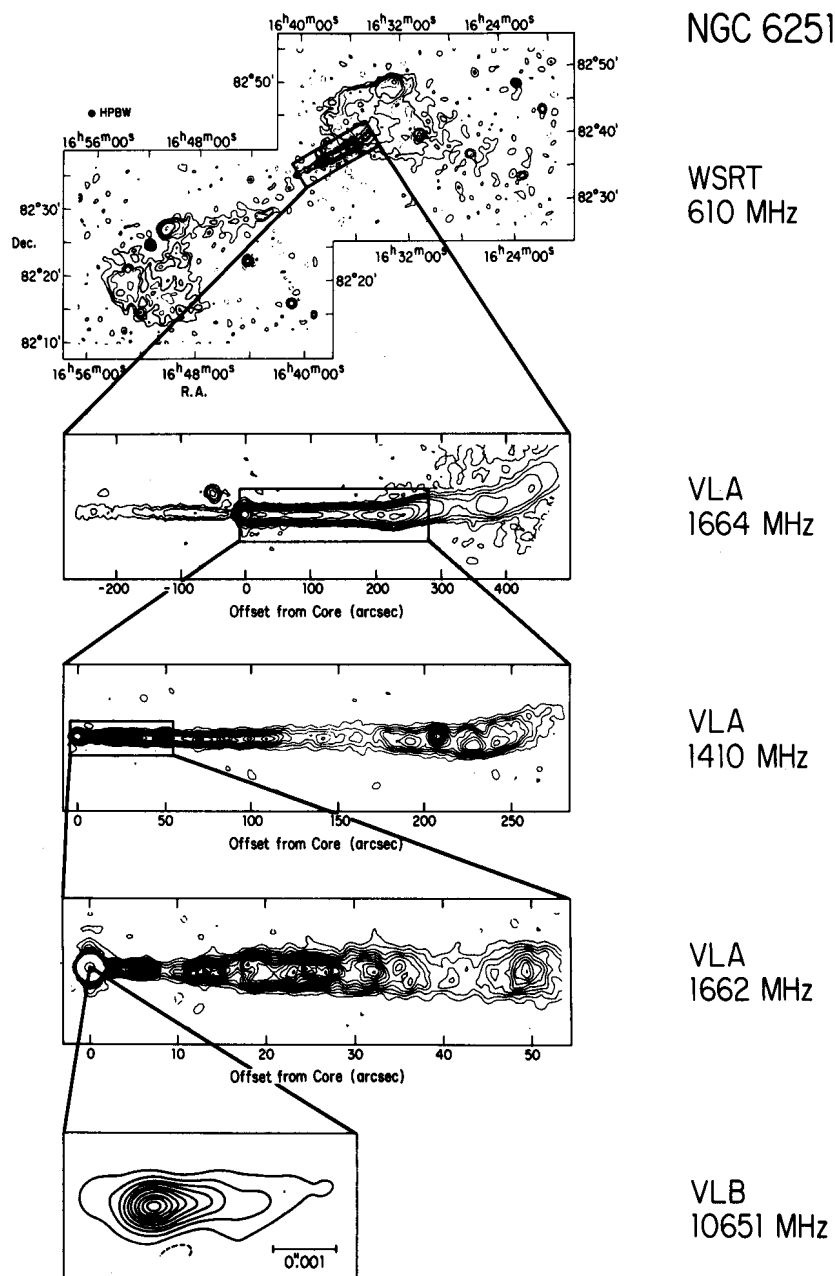 NGC 6251
16ʰ40ᵐ00ˢ 16ʰ32ᵐ00ˢ 16ʰ24ᵐ00ˢ
82°50'
82°50'
HPBW
16ʰ56ᵐ00ˢ 16ʰ48ᵐ00ˢ
82°40'
82°30'
WSRT
610 MHz
82°30'
Dec.
16ʰ32ᵐ00ˢ 16ʰ24ᵐ00ˢ
82°20'
82°20'
82°10'
16ʰ56ᵐ00ˢ 16ʰ48ᵐ00ˢ 16ʰ40ᵐ00ˢ
R.A.
VLA
1664 MHz
-200 -100 0 100 200 300 400
Offset from Core (arcsec)
VLA
1410 MHz
0 50 100 150 200 250
Offset from Core (arcsec)
VLA
1662 MHz
0 10 20 30 40 50
Offset from Core (arcsec)
VLB
10651 MHz
0".001